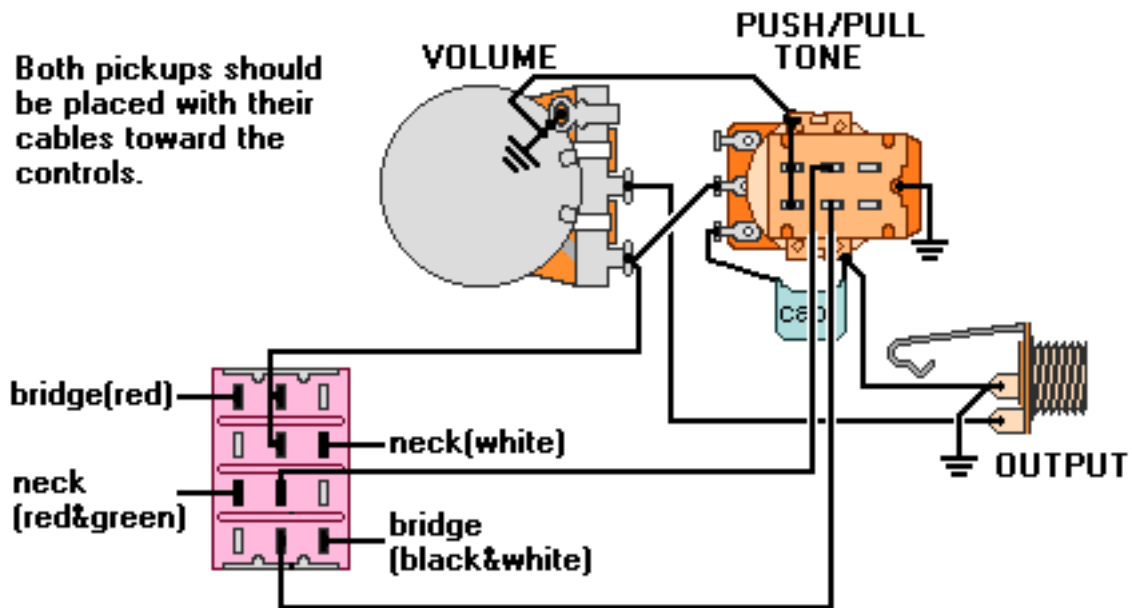 Both pickups should
be placed with their
cables toward the
controls.
VOLUME
PUSH/PULL
TONE
bridge(red)
neck(white)
neck
(red&green)
bridge
(black&white)
OUTPUT